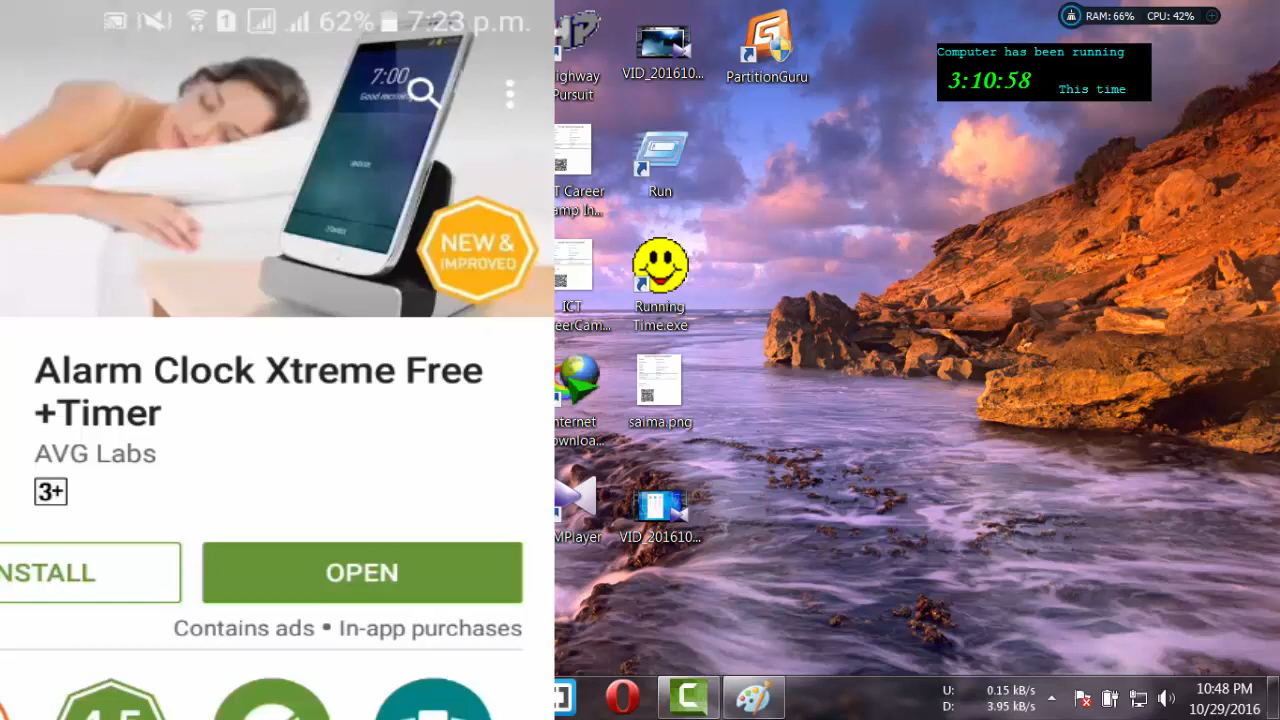 1 62% 7:23 p.m.
7:00
NEW &
IMPROVED
Alarm Clock Xtreme Free
+Timer
AVG Labs
3+
NSTALL
OPEN
Contains ads • In-app purchases
4.5
ighway
Pursuit
VID_201610...
PartitionGuru
T Career
amp In...
Run
ICT
eerCam...
Running
Time.exe
nternet
ownloa...
saima.png
MPlayer
VID_201610...
RAM: 66% CPU: 42%
Computer has been running
3:10:58
This time
U: 0.15 kB/s
D: 3.95 kB/s
10:48 PM
10/29/2016